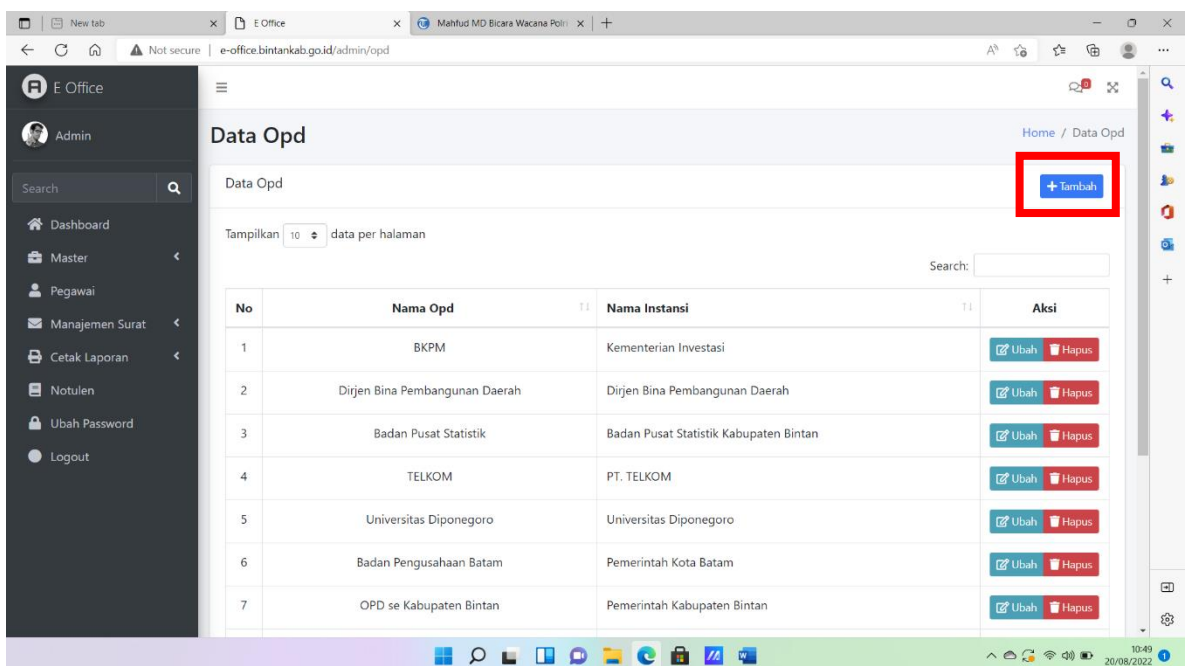 New tab
E Office
Mahfud MD Bicara Wacana Polri
Not secure | e-office.bintankab.go.id/admin/opd
E Office
0
Admin
Data Opd
Home / Data Opd
Search
Data Opd
+ Tambah
Dashboard
Tampilkan 10 data per halaman
Master
Search:
Pegawai
No Nama Opd Nama Instansi Aksi
Manajemen Surat
1 BKPM Kementerian Investasi Ubah Hapus
Cetak Laporan
2 Dirjen Bina Pembangunan Daerah Dirjen Bina Pembangunan Daerah Ubah Hapus
Notulen
Ubah Password
3 Badan Pusat Statistik Badan Pusat Statistik Kabupaten Bintan Ubah Hapus
Logout
4 TELKOM PT. TELKOM Ubah Hapus
5 Universitas Diponegoro Universitas Diponegoro Ubah Hapus
6 Badan Pengusahaan Batam Pemerintah Kota Batam Ubah Hapus
7 OPD se Kabupaten Bintan Pemerintah Kabupaten Bintan Ubah Hapus
10:49
20/08/2022 1